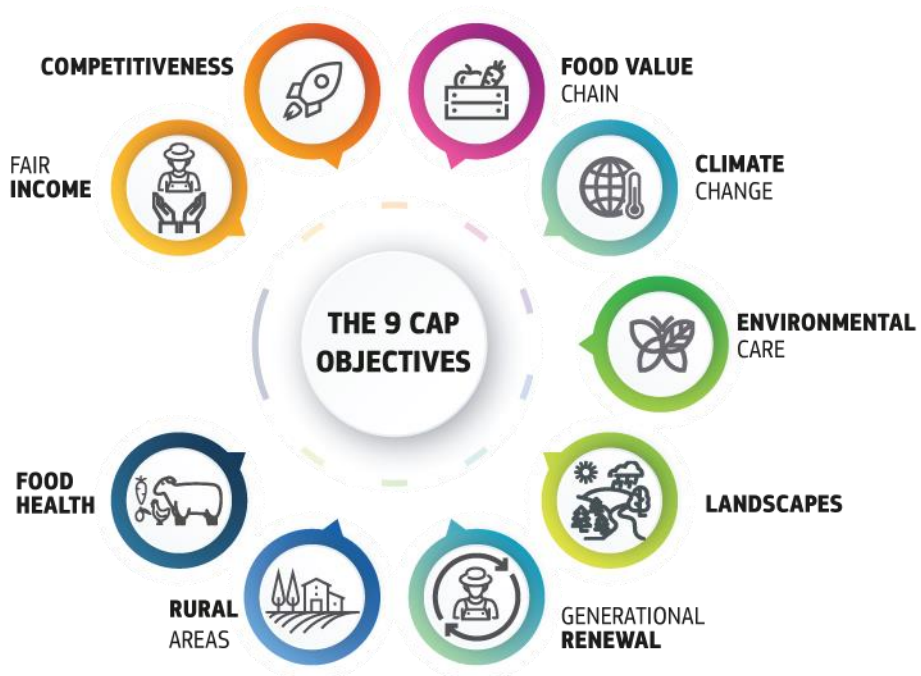 COMPETITIVENESS
FOOD VALUE
CHAIN
FAIR
INCOME
CLIMATE
CHANGE
THE 9 CAP
OBJECTIVES
ENVIRONMENTAL
CARE
FOOD
HEALTH
LANDSCAPES
RURAL
AREAS
GENERATIONAL
RENEWAL